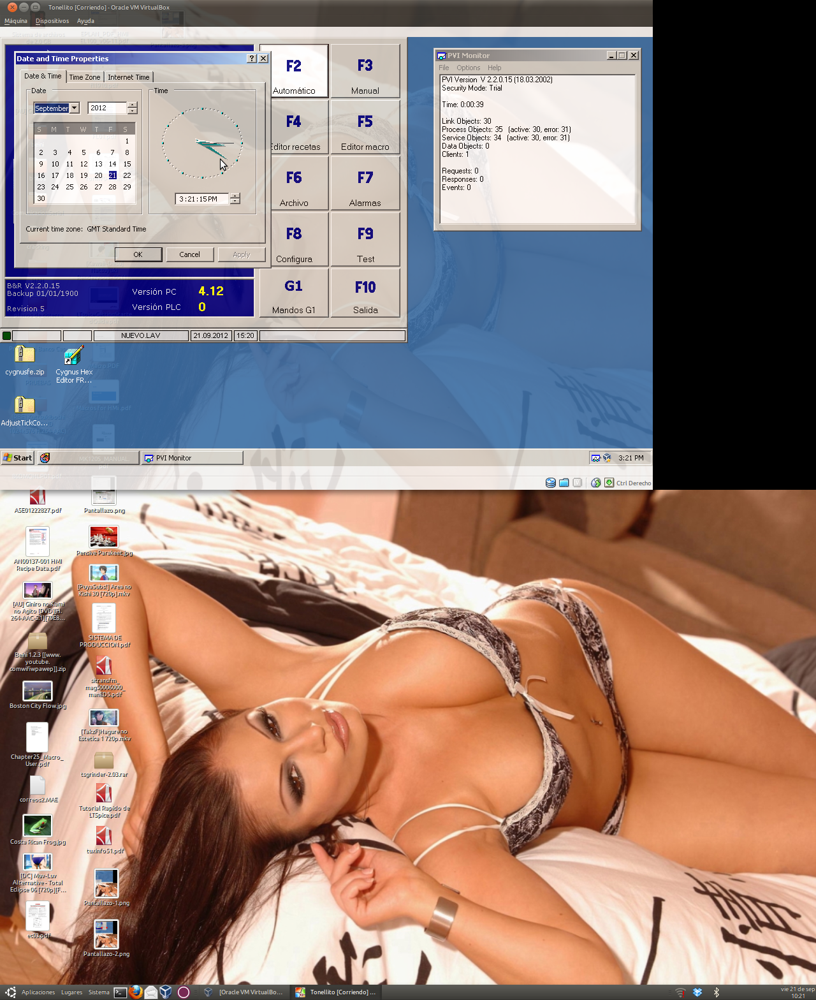 Tonellito [Corriendo] - Oracle VM VirtualBox
Máquina Dispositivos Ayuda
Date and Time Properties
Date & Time Time Zone Internet Time
Date
September 2012
S M T W T F S
1
2 3 4 5 6 7 8
9 10 11 12 13 14 15
16 17 18 19 20 21 22
23 24 25 26 27 28 29
30
Time
3:21:15 PM
Current time zone: GMT Standard Time
OK Cancel Apply
B&R V2.2.0.15
Backup 01/01/1900
Revision 5
Versión PC 4.12
Versión PLC 0
F2
Automático
F3
Manual
F4
Editor recetas
F5
Editor macro
F6
Archivo
F7
Alarmas
F8
Configura
F9
Test
G1
Mandos G1
F10
Salida
NUEVO.LAV 21.09.2012 15:20
PVI Monitor
File Options Help
PVI Version V 2.2.0.15 (18.03.2002)
Security Mode: Trial
Time: 0:00:39
Link Objects: 30
Process Objects: 35 (active: 30, error: 31)
Service Objects: 34 (active: 30, error: 31)
Data Objects: 0
Clients: 1
Requests: 0
Responses: 0
Events: 0
cygnusfe.zip
Cygnus Hex
Editor FR...
AdjustTickCo...
Start
PVI Monitor
3:21 PM
Ctrl Derecho
ASE01222827.pdf
AN00137-001 HMI
Recipe Data.pdf
[AU] Giniro no Kami
no Agito [DVD][H.
264-AAC-5.1][79E8...
Beini 1.2.3 [[www.
youtube.
comwifiwpawep]].zip
Boston City Flow.jpg
Chapter25_Macro_
User.pdf
correos2.MAE
Costa Rican Frog.jpg
[DC] Muv-Luv
Alternative - Total
Eclipse 06 [720p][F...
ec03.pdf
Pantallazo.png
Pensive Parakeet.jpg
[PuyaSubs!] Area no
Kishi 30 [720p].mkv
SISTEMA DE
PRODUCCION.pdf
sitransfm_
mag50006000_
manEDS.pdf
[TakzF]Hagure no
Estetica 1 720p.mkv
tsgrinder-2.03.rar
Tutorial Rapido de
LTSpice.pdf
tuxinfo51.pdf
Pantallazo-1.png
Pantallazo-2.png
Aplicaciones Lugares Sistema
[Oracle VM VirtualBo...
Tonellito [Corriendo] ...
vie 21 de sep
10:21